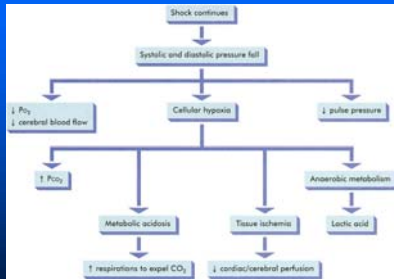 Shock continues
Systolic and diastolic pressure fall
↓ Po₂
↓ cerebral blood flow
Cellular hypoxia
↓ pulse pressure
↑ Pco₂
Anaerobic metabolism
Metabolic acidosis
Tissue ischemia
Lactic acid
↑ respirations to expel CO₂
↓ cardiac/cerebral perfusion